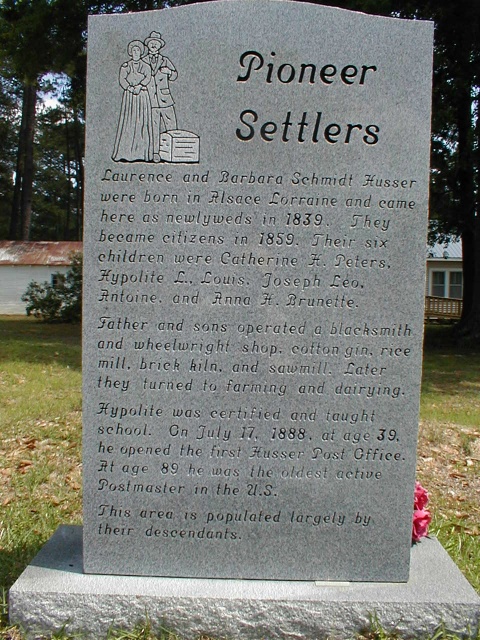 Pioneer
Settlers
Laurence and Barbara Schmidt Husser
were born in Alsace Lorraine and came
here as newlyweds in 1839. They
became citizens in 1859. Their six
children were Catherine H. Peters,
Hypolite L., Louis, Joseph Leo,
Antoine, and Anna H. Brunette.
Father and sons operated a blacksmith
and wheelwright shop, cotton gin, rice
mill, brick kiln, and sawmill. Later
they turned to farming and dairying.
Hypolite was certified and taught
school. On July 17, 1888, at age 39,
he opened the first Husser Post Office.
At age 89 he was the oldest active
Postmaster in the U.S.
This area is populated largely by
their descendants.